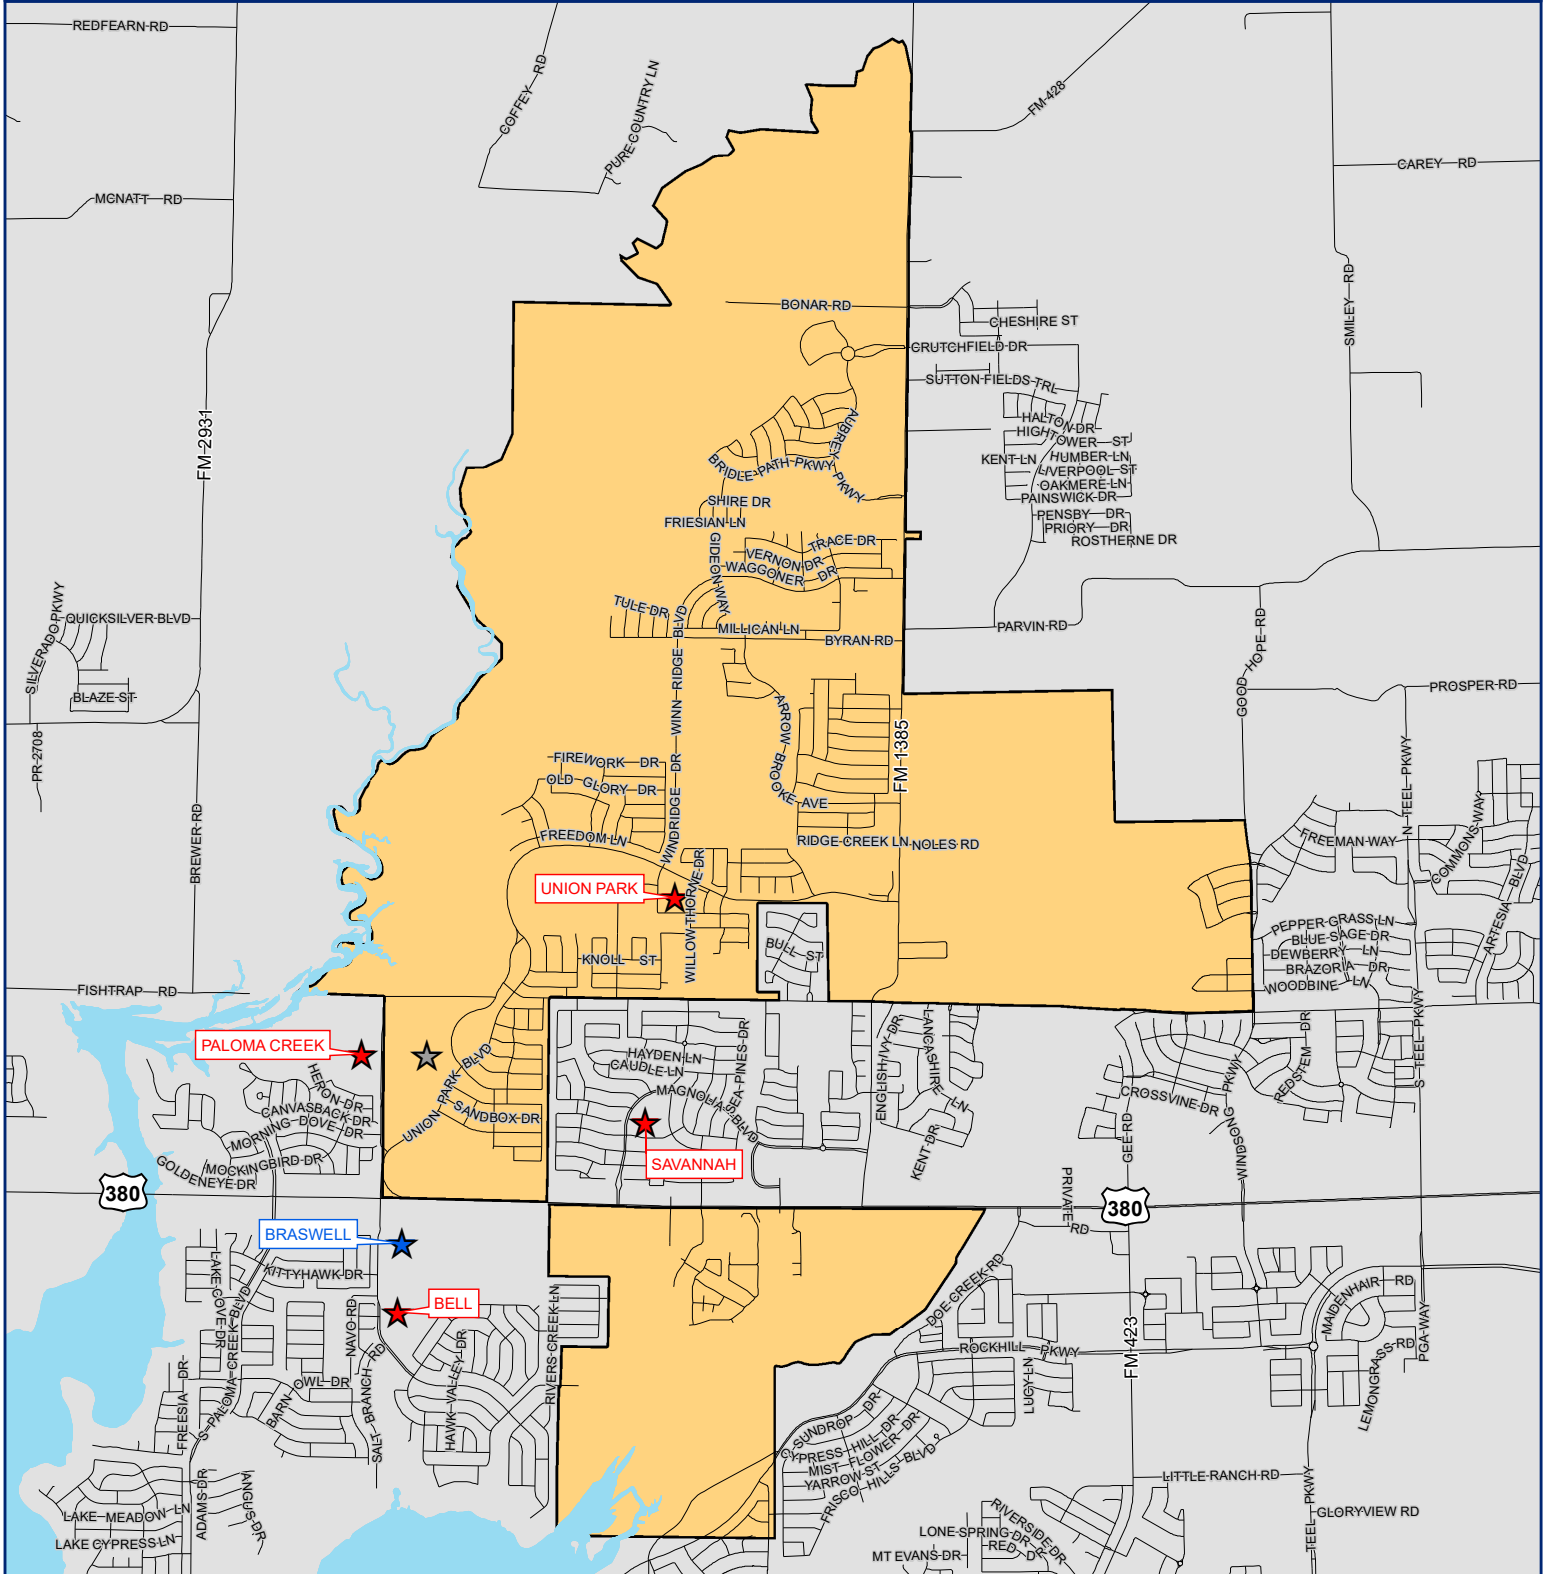 REDFEARN RD
COFFEY RD
PURE COUNTRY LN
FM-428
CAREY RD
MCNATT RD
SMILEY RD
BONAR RD
CHESHIRE ST
CRUTCHFIELD DR
SUTTON FIELDS TRL
FM-2931
AUBREY PKWY
HALTON DR
HIGHTOWER ST
KENT LN
HUMBER LN
LIVERPOOL ST
BRIDLE PATH PKWY
OAKMERE LN
PAINSWICK DR
SHIRE DR
PENSBY DR
FRIESIAN LN
PRIORY DR
ROSTHERNE DR
GIDEON WAY
TRACE DR
VERNON DR
WAGGONER DR
TULE DR
SILVERADO PKWY
QUICKSILVER BLVD
MILLICAN LN
BYRAN RD
PARVIN RD
GOOD HOPE RD
WINN RIDGE BLVD
BLAZE ST
PROSPER RD
PR-2708
ARROW BROOKE AVE
FM 1385
N TEEL PKWY
FIREWORK DR
OLD GLORY DR
WINDRIDGE DR
FREEDOM LN
RIDGE CREEK LN
NOLES RD
BREWER RD
FREEMAN WAY
COMMONS WAY
ARTESIA BLVD
UNION PARK
WILLOW THORNE DR
PEPPER GRASS LN
BLUE SAGE DR
DEWBERRY LN
BRAZORIA DR
WOODBINE LN
BULL ST
KNOLL ST
FISHTRAP RD
S TEEL PKWY
PALOMA CREEK
HERON DR
CANVASBACK DR
MORNING DOVE DR
MOCKINGBIRD DR
GOLDENEYE DR
UNION PARK BLVD
SANDBOX DR
HAYDEN LN
CAUDLE LN
SEA PINES DR
MAGNOLIA BLVD
SAVANNAH
ENGLISH IVY DR
LANCASHIRE LN
KENT DR
CROSSVINE DR
GEE RD
WINDSONG PKWY
REDSTEM DR
380
PRIVATE RD
380
BRASWELL
KITTYHAWK DR
LAKE COVE DR
S PALOMA CREEK BLVD
NAVO RD
BELL
RIVERS CREEK LN
HAWK VALLEY DR
BARN OWL DR
SALT BRANCH RD
FREESIA DR
DOE CREEK RD
ROCKHILL PKWY
LUCY LN
FM-423
MAIDENHAIR RD
LEMONGRASS RD
PGA WAY
SUNDROP DR
CYPRESS HILL DR
MIST FLOWER DR
YARROW ST
FRISCO HILLS BLVD
LITTLE RANCH RD
TEEL PKWY
GLORYVIEW RD
ADAMS DR
ANGUS DR
LAKE MEADOW LN
LAKE CYPRESS LN
RIVERSIDE DR
LONE SPRING DR
RED DR
MT EVANS DR